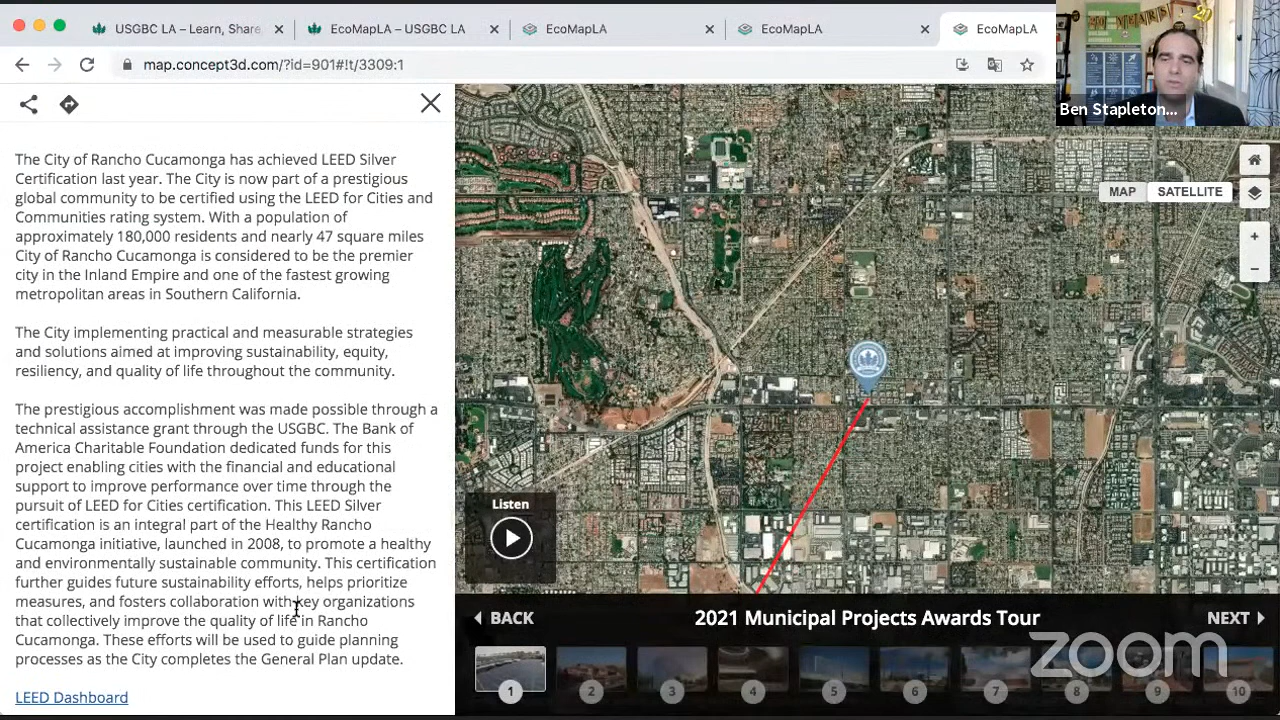 USGBC LA – Learn, Share
EcoMapLA – USGBC LA
EcoMapLA
EcoMapLA
EcoMapLA
map.concept3d.com/?id=901#!t/3309:1
Ben Stapleton...
The City of Rancho Cucamonga has achieved LEED Silver
Certification last year. The City is now part of a prestigious
global community to be certified using the LEED for Cities and
Communities rating system. With a population of
approximately 180,000 residents and nearly 47 square miles
City of Rancho Cucamonga is considered to be the premier
city in the Inland Empire and one of the fastest growing
metropolitan areas in Southern California.
The City implementing practical and measurable strategies
and solutions aimed at improving sustainability, equity,
resiliency, and quality of life throughout the community.
The prestigious accomplishment was made possible through a
technical assistance grant through the USGBC. The Bank of
America Charitable Foundation dedicated funds for this
project enabling cities with the financial and educational
support to improve performance over time through the
pursuit of LEED for Cities certification. This LEED Silver
certification is an integral part of the Healthy Rancho
Cucamonga initiative, launched in 2008, to promote a healthy
and environmentally sustainable community. This certification
further guides future sustainability efforts, helps prioritize
measures, and fosters collaboration with key organizations
that collectively improve the quality of life in Rancho
Cucamonga. These efforts will be used to guide planning
processes as the City completes the General Plan update.
LEED Dashboard
MAP
SATELLITE
+
−
Listen
BACK
2021 Municipal Projects Awards Tour
NEXT
1
2
3
4
5
6
7
8
9
10
zoom